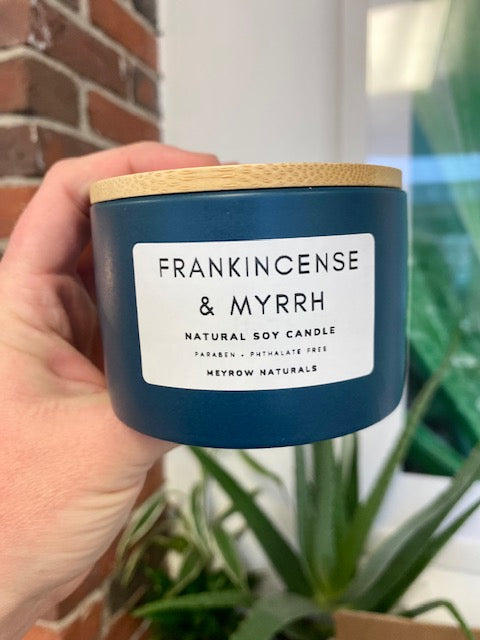 FRANKINCENSE
& MYRRH
NATURAL SOY CANDLE
PARABEN • PHTHALATE FREE
MEYROW NATURALS